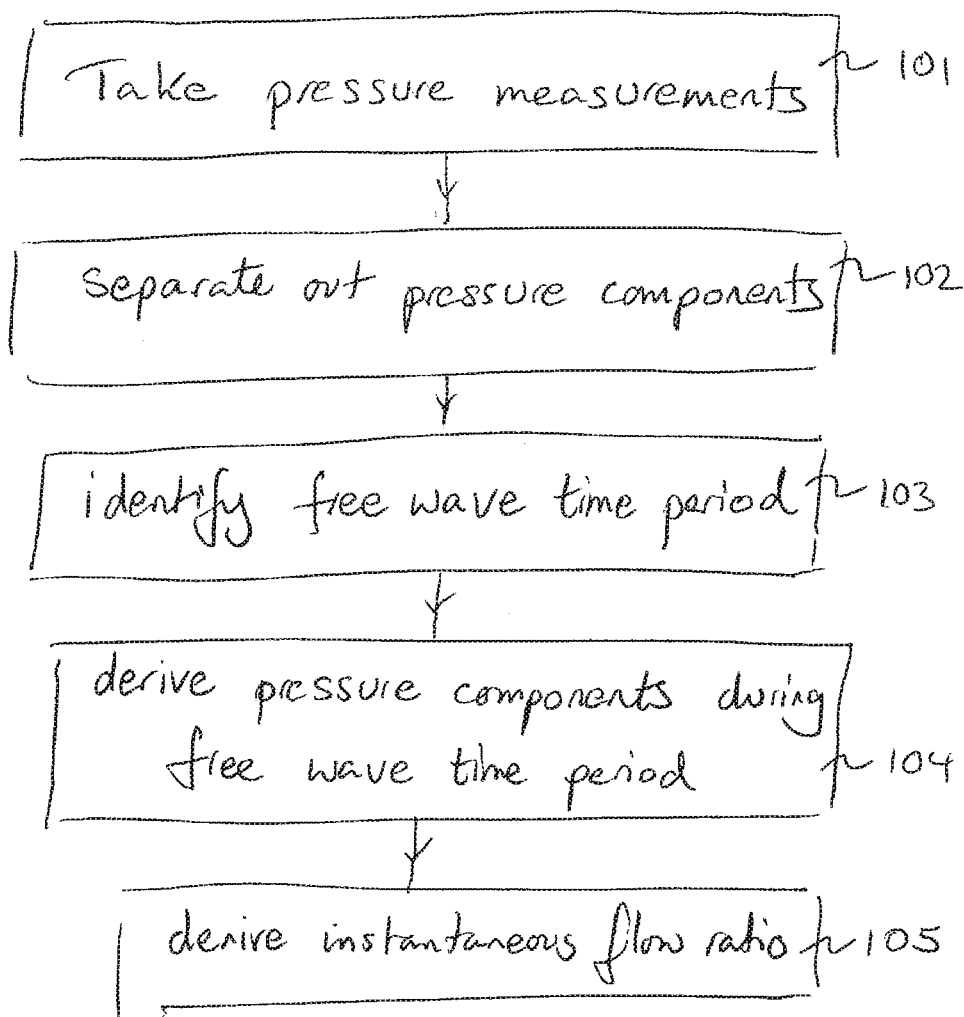 Take pressure measurements 101
separate out pressure components 102
identify free wave time period 103
derive pressure components during
free wave time period 104
derive instantaneous flow ratio 105